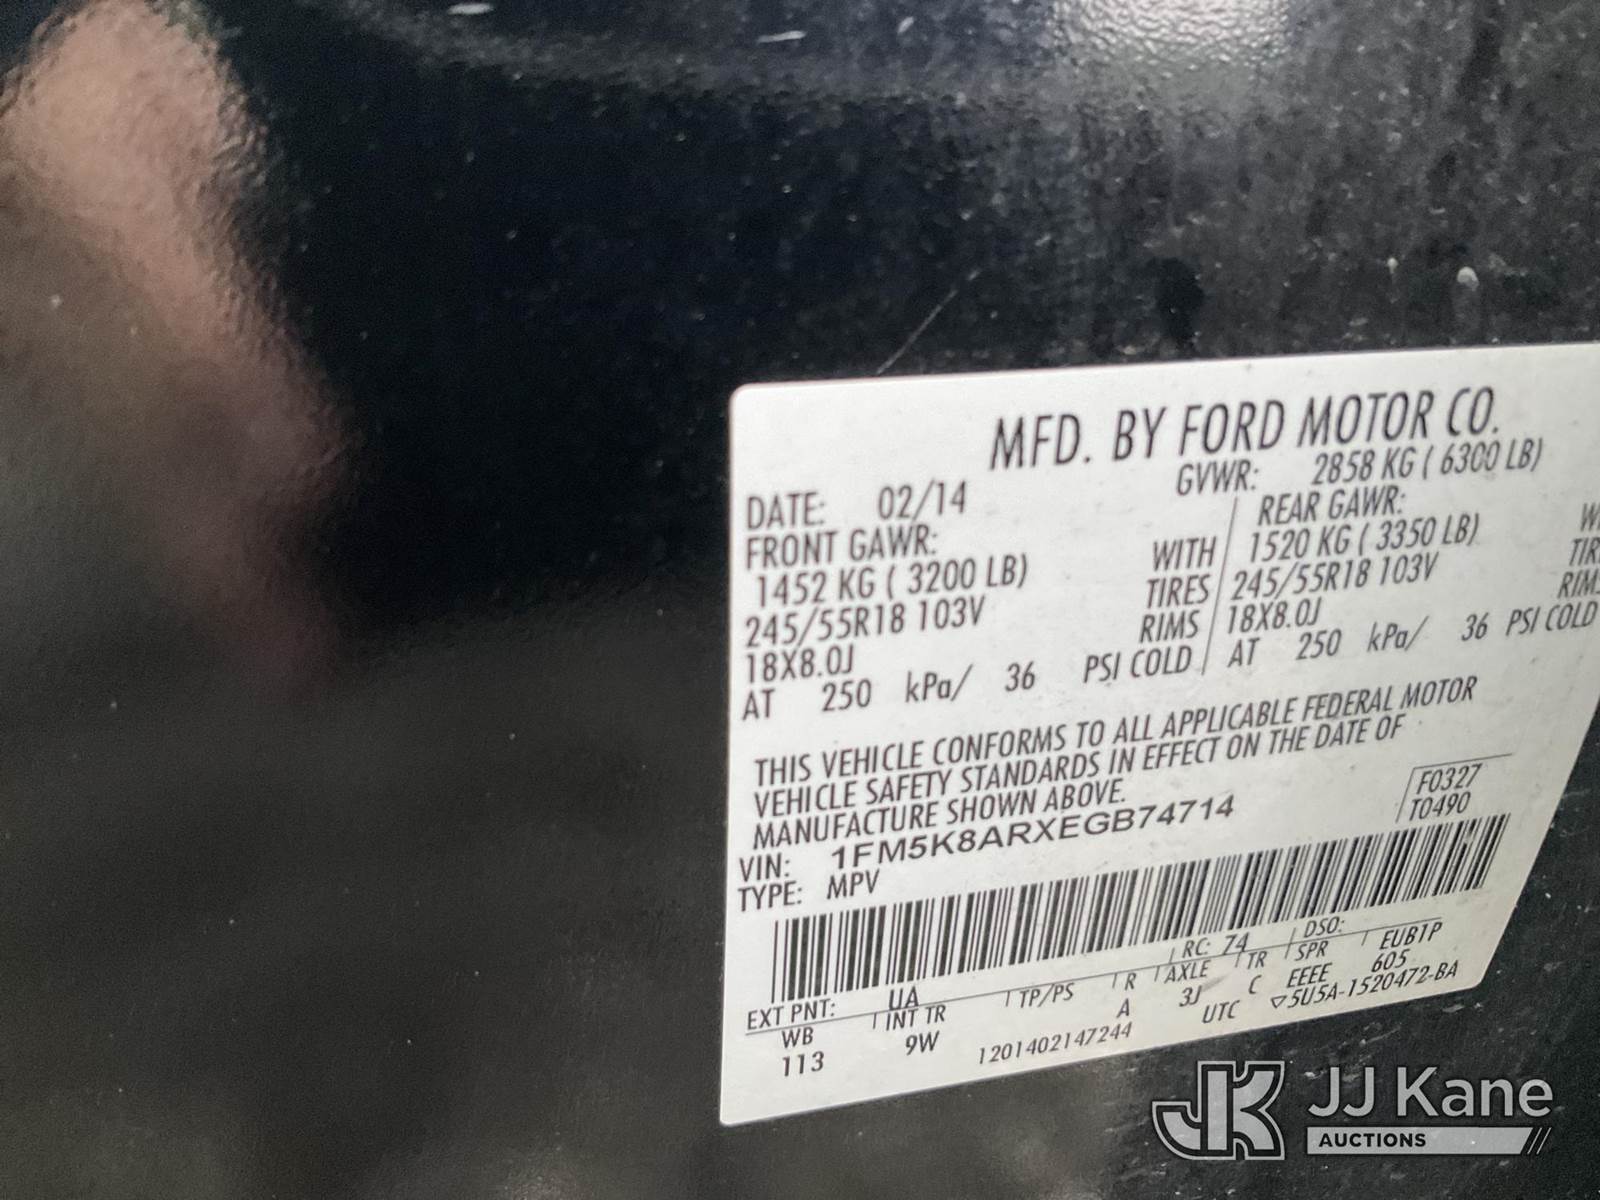 MFD. BY FORD MOTOR CO.
DATE: 02/14 GVWR: 2858 KG ( 6300 LB)
FRONT GAWR: REAR GAWR:
1452 KG ( 3200 LB) WITH 1520 KG ( 3350 LB)
245/55R18 103V TIRES 245/55R18 103V
18X8.0J RIMS 18X8.0J
AT 250 kPa/ 36 PSI COLD AT 250 kPa/ 36 PSI COLD
THIS VEHICLE CONFORMS TO ALL APPLICABLE FEDERAL MOTOR
VEHICLE SAFETY STANDARDS IN EFFECT ON THE DATE OF
MANUFACTURE SHOWN ABOVE.
F0327
VIN: 1FM5K8ARXEGB74714 T0490
TYPE: MPV
EXT PNT: UA RC: 74 DSO:
WB INT TR TP/PS R AXLE TR SPR EUB1P
113 9W A 3J C EEEE 605
1201402147244 UTC ▽5U5A-1520472-BA
JK JJ Kane
AUCTIONS